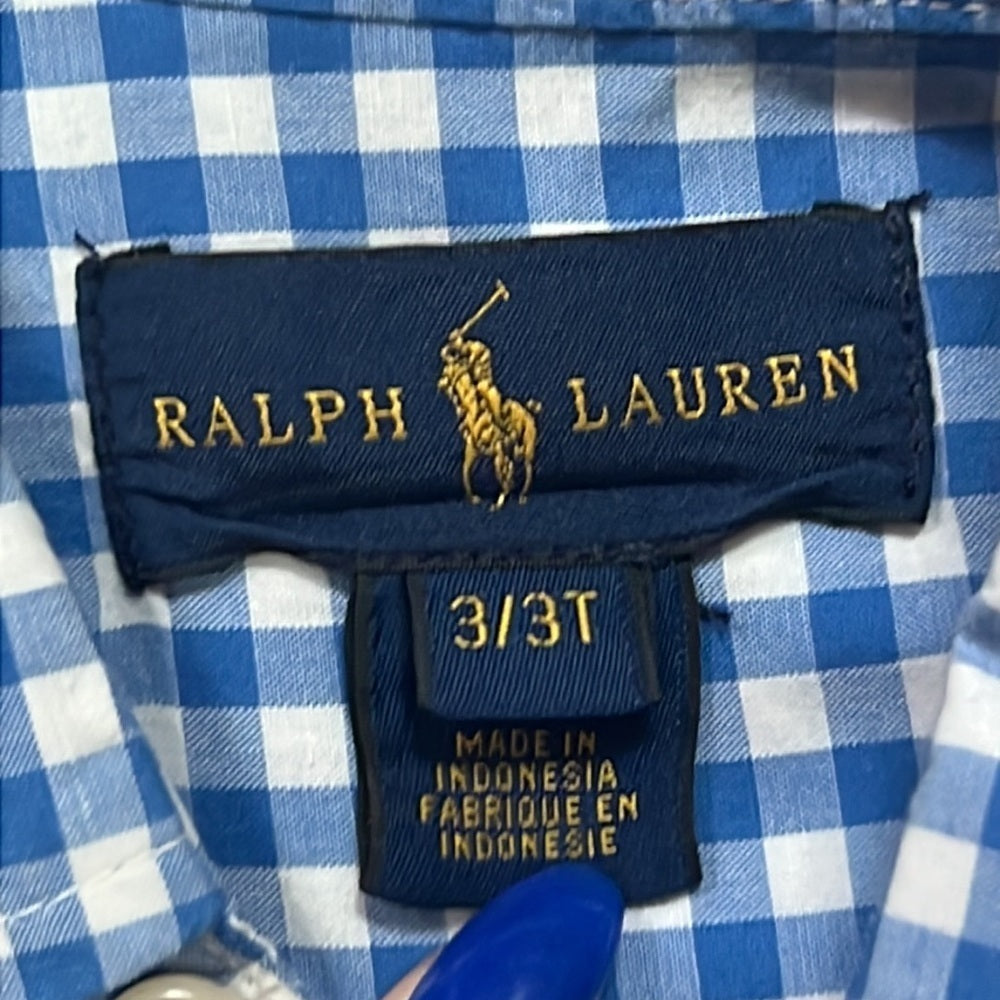 RALPH LAUREN
3/3T
MADE IN
INDONESIA
FABRIQUE EN
INDONESIE